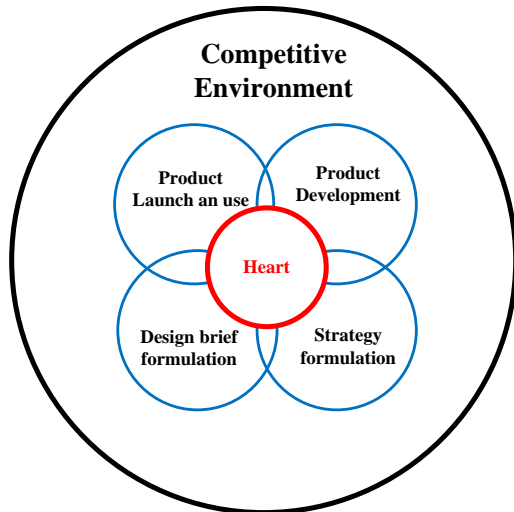 Competitive
Environment
Product
Launch an use
Product
Development
Heart
Design brief
formulation
Strategy
formulation